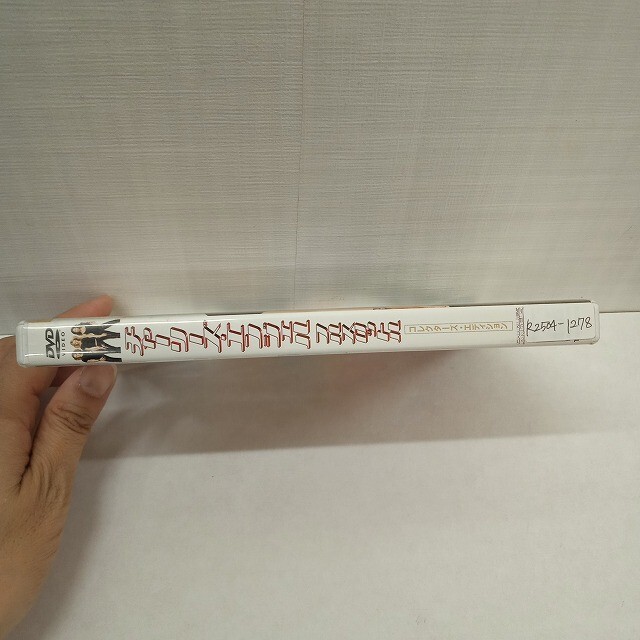 DVD
VIDEO
チャーリーズ・エンジェル フルスロットル
コレクターズ・エディション
R2504-1278